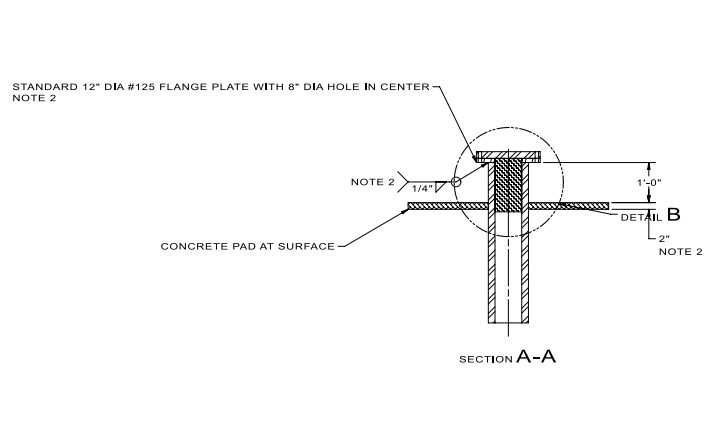 STANDARD 12" DIA #125 FLANGE PLATE WITH 8" DIA HOLE IN CENTER
NOTE 2
NOTE 2
1/4"
1'-0"
DETAIL B
CONCRETE PAD AT SURFACE
2"
NOTE 2
SECTION A-A